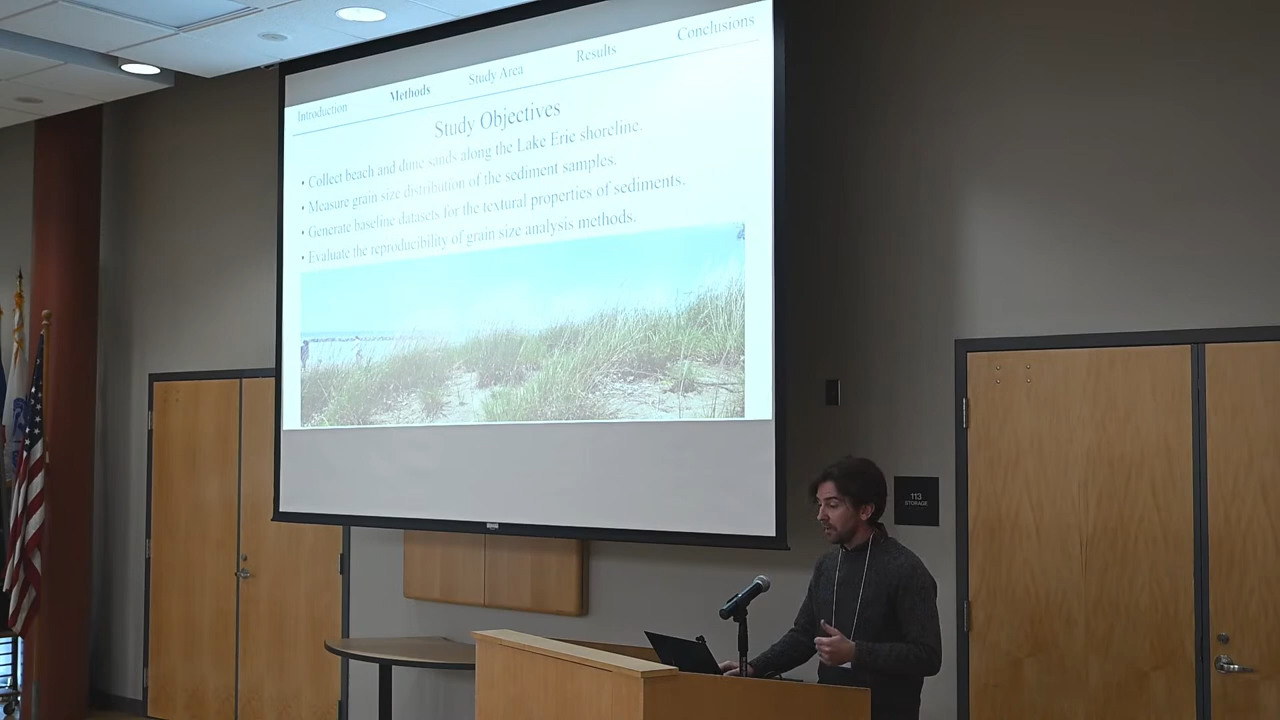 Introduction Methods Study Area Results Conclusions
Study Objectives
• Collect beach and dune sands along the Lake Erie shoreline.
• Measure grain size distribution of the sediment samples.
• Generate baseline datasets for the textural properties of sediments.
• Evaluate the reproducibility of grain size analysis methods.
113
STORAGE